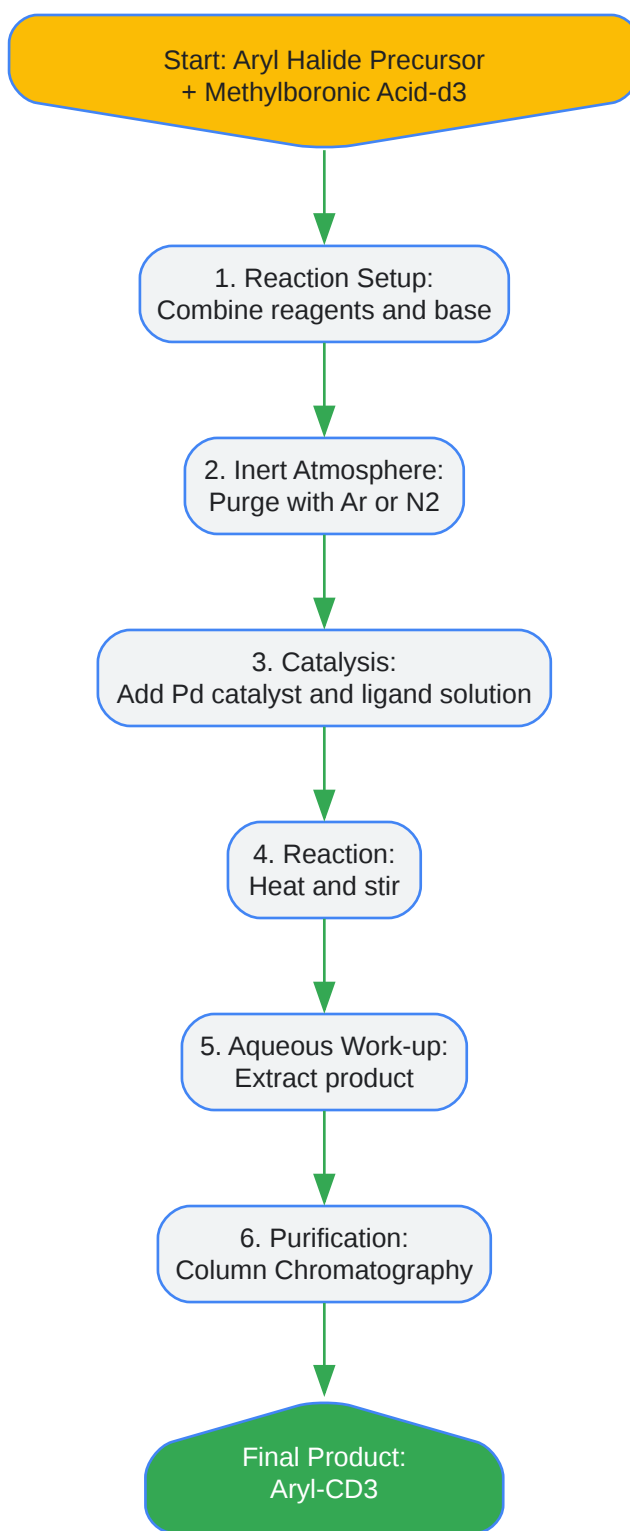 Start: Aryl Halide Precursor
+ Methylboronic Acid-d3
1. Reaction Setup:
Combine reagents and base
2. Inert Atmosphere:
Purge with Ar or N2
3. Catalysis:
Add Pd catalyst and ligand solution
4. Reaction:
Heat and stir
5. Aqueous Work-up:
Extract product
6. Purification:
Column Chromatography
Final Product:
Aryl-CD3